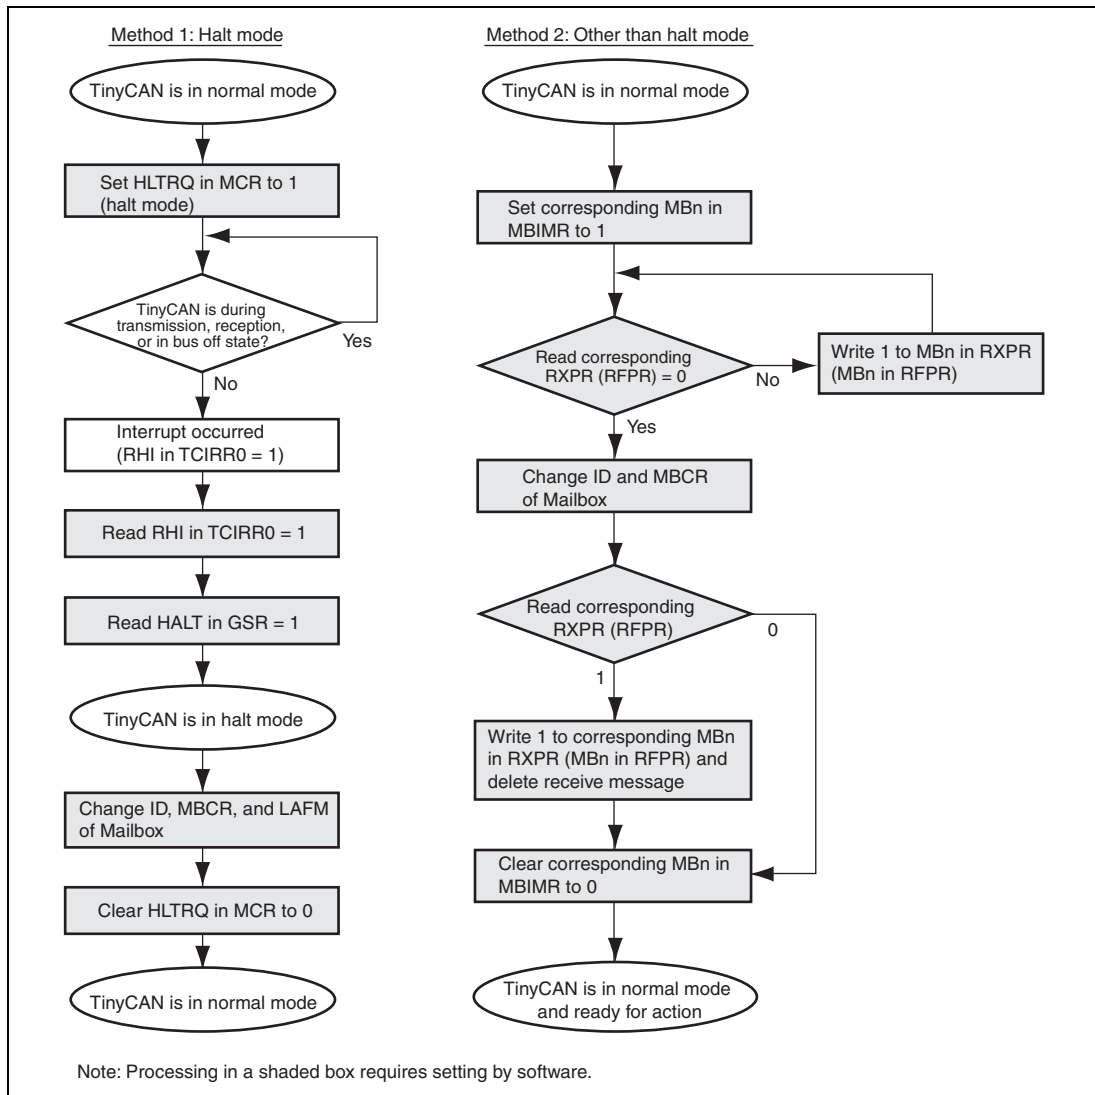 Method 1: Halt mode
TinyCAN is in normal mode
Set HLTRQ in MCR to 1
(halt mode)
TinyCAN is during
transmission, reception,
or in bus off state?
Yes
No
Interrupt occurred
(RHI in TCIRR0 = 1)
Read RHI in TCIRR0 = 1
Read HALT in GSR = 1
TinyCAN is in halt mode
Change ID, MBCR, and LAFM
of Mailbox
Clear HLTRQ in MCR to 0
TinyCAN is in normal mode
Method 2: Other than halt mode
TinyCAN is in normal mode
Set corresponding MBn in
MBIMR to 1
Read corresponding
RXPR (RFPR) = 0
No
Write 1 to MBn in RXPR
(MBn in RFPR)
Yes
Change ID and MBCR
of Mailbox
Read corresponding
RXPR (RFPR)
0
1
Write 1 to corresponding MBn
in RXPR (MBn in RFPR) and
delete receive message
Clear corresponding MBn in
MBIMR to 0
TinyCAN is in normal mode
and ready for action
Note: Processing in a shaded box requires setting by software.